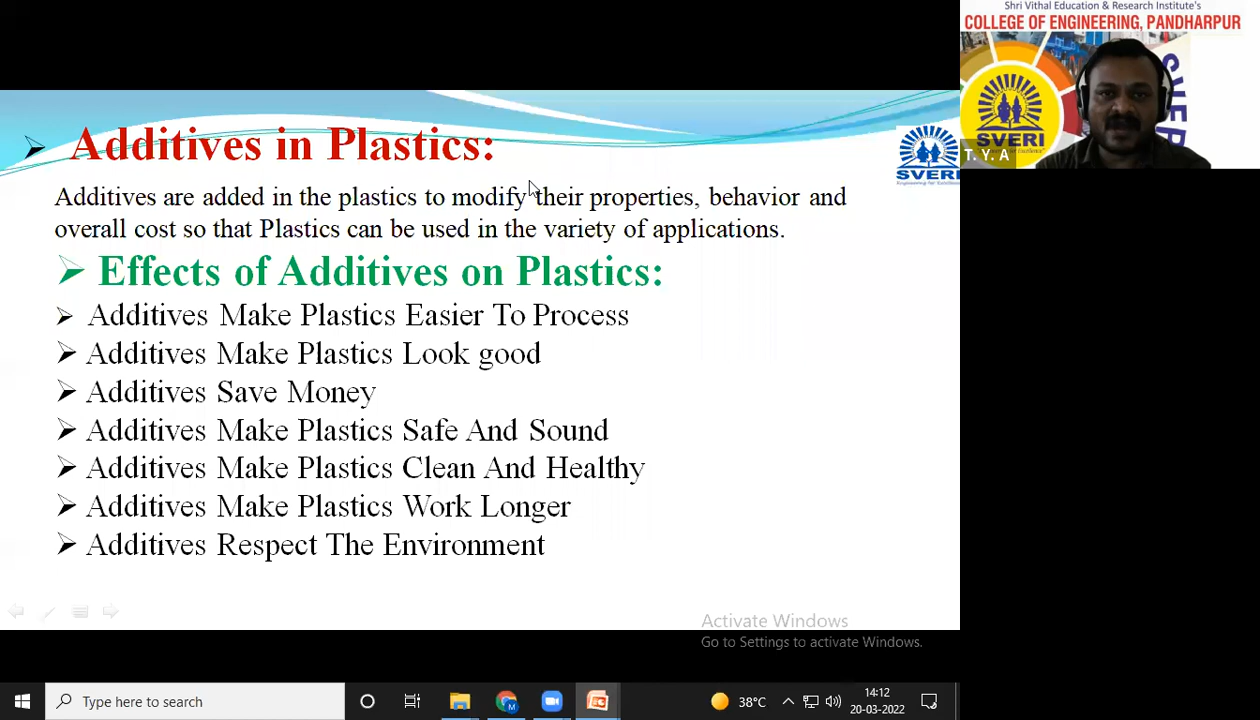 Shri Vithal Education & Research Institute's
COLLEGE OF ENGINEERING, PANDHARPUR
SVERI
T. Y. A
➢ Additives in Plastics:
SVERI
Additives are added in the plastics to modify their properties, behavior and
overall cost so that Plastics can be used in the variety of applications.
➢ Effects of Additives on Plastics:
➢ Additives Make Plastics Easier To Process
➢ Additives Make Plastics Look good
➢ Additives Save Money
➢ Additives Make Plastics Safe And Sound
➢ Additives Make Plastics Clean And Healthy
➢ Additives Make Plastics Work Longer
➢ Additives Respect The Environment
Activate Windows
Go to Settings to activate Windows.
Type here to search
38°C
14:12
20-03-2022